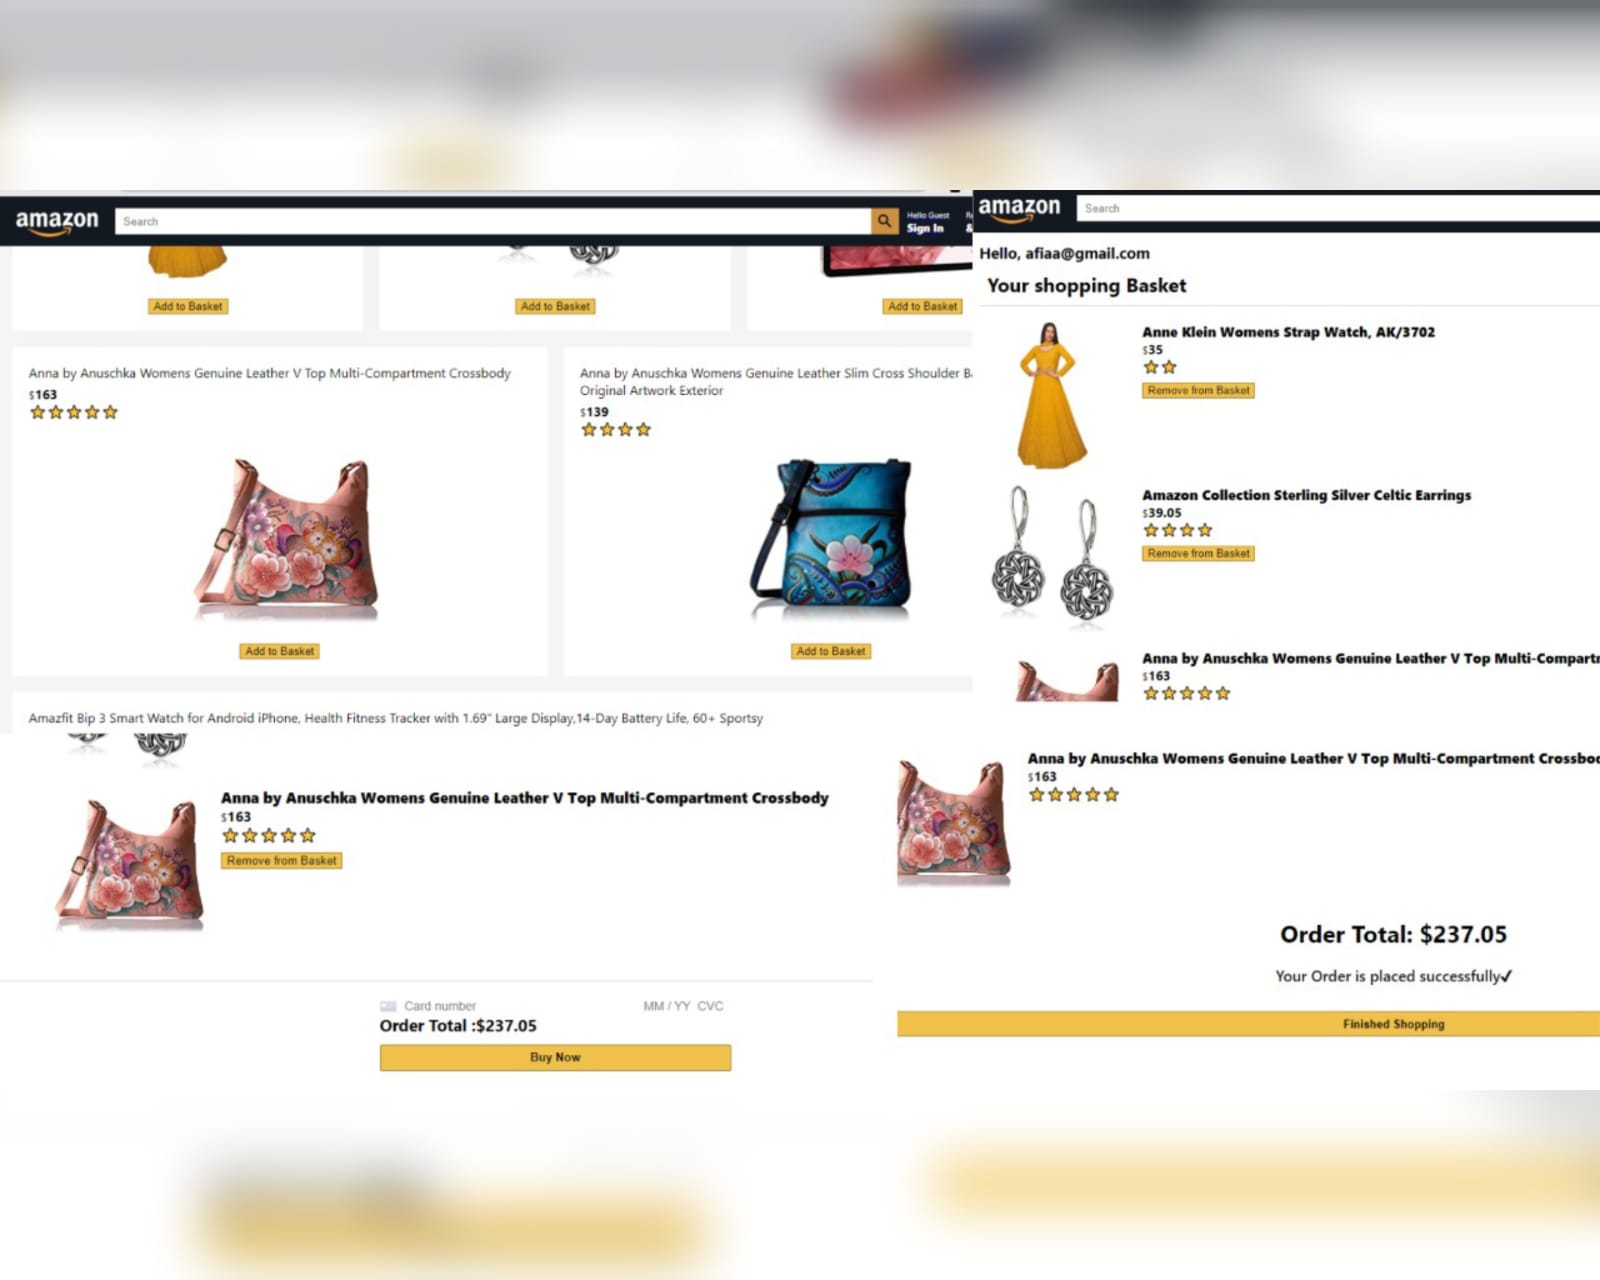 amazon
Search
Hello Guest
Sign In
&
Add to Basket
Add to Basket
Add to Basket
Anna by Anuschka Womens Genuine Leather V Top Multi-Compartment Crossbody
$163
Anna by Anuschka Womens Genuine Leather Slim Cross Shoulder
Original Artwork Exterior
$139
Add to Basket
Add to Basket
Amazfit Bip 3 Smart Watch for Android iPhone, Health Fitness Tracker with 1.69" Large Display,14-Day Battery Life, 60+ Sportsy
amazon
Search
Hello, afiaa@gmail.com
Your shopping Basket
Anne Klein Womens Strap Watch, AK/3702
$35
Remove from Basket
Amazon Collection Sterling Silver Celtic Earrings
$39.05
Remove from Basket
Anna by Anuschka Womens Genuine Leather V Top
$163
Anna by Anuschka Womens Genuine Leather V Top Multi-Compartment Crossbody
$163
Remove from Basket
Card number
MM / YY CVC
Order Total :$237.05
Buy Now
Anna by Anuschka Womens Genuine Leather V Top Multi-Compartment
$163
Order Total: $237.05
Your Order is placed successfully✔
Finished Shopping